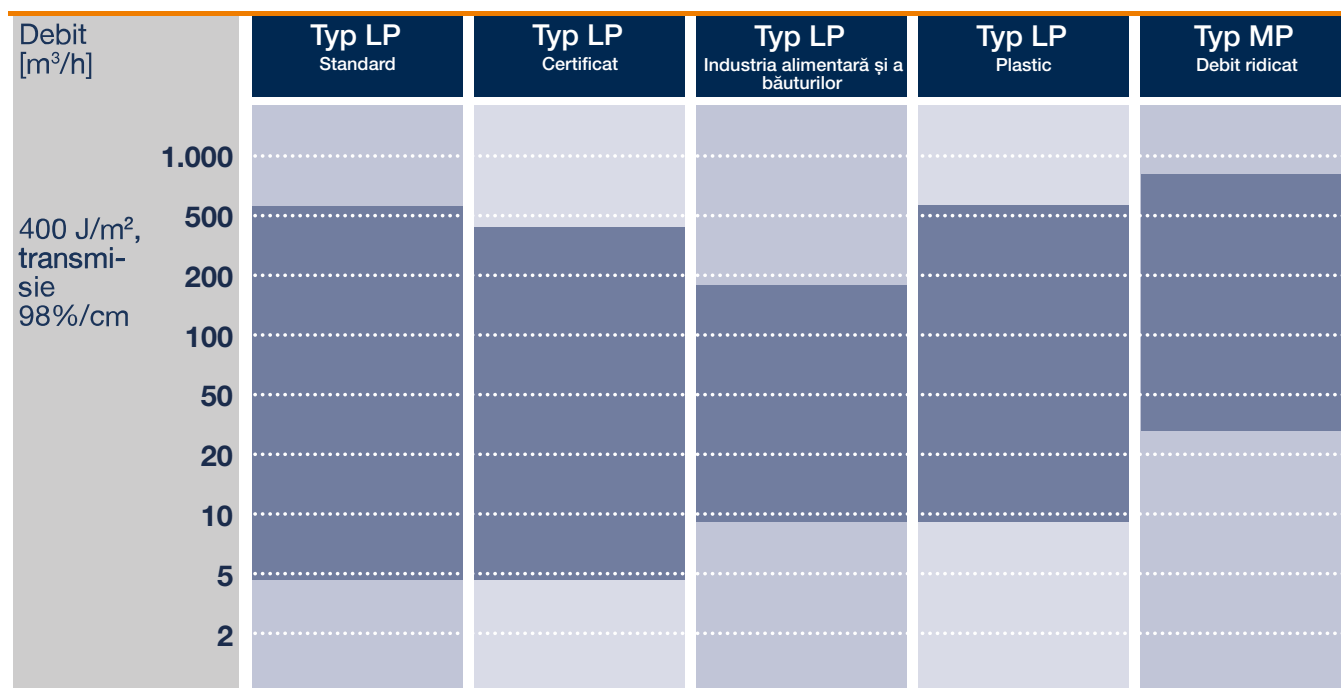 Debit
[m³/h]
Typ LP
Standard
Typ LP
Certificat
Typ LP
Industria alimentară și a
băuturilor
Typ LP
Plastic
Typ MP
Debit ridicat
400 J/m²,
transmi-
sie
98%/cm
1.000
500
200
100
50
20
10
5
2